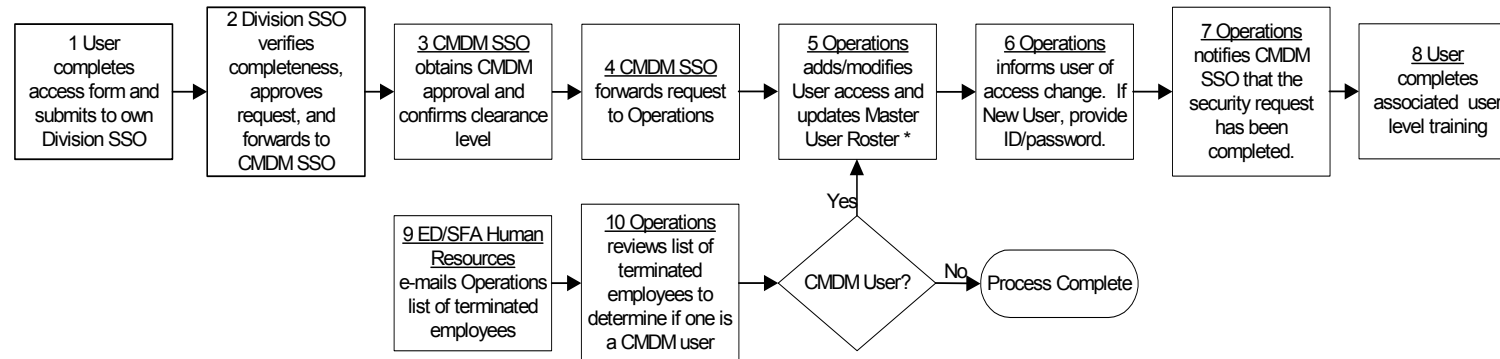 1 User
completes
access form and
submits to own
Division SSO
2 Division SSO
verifies
completeness,
approves
request, and
forwards to
CMDM SSO
3 CMDM SSO
obtains CMDM
approval and
confirms clearance
level
4 CMDM SSO
forwards request
to Operations
5 Operations
adds/modifies
User access and
updates Master
User Roster *
6 Operations
informs user of
access change. If
New User, provide
ID/password.
7 Operations
notifies CMDM
SSO that the
security request
has been
completed.
8 User
completes
associated user
level training
Yes
9 ED/SFA Human
Resources
e-mails Operations
list of terminated
employees
10 Operations
reviews list of
terminated
employees to
determine if one is
a CMDM user
CMDM User?
No
Process Complete